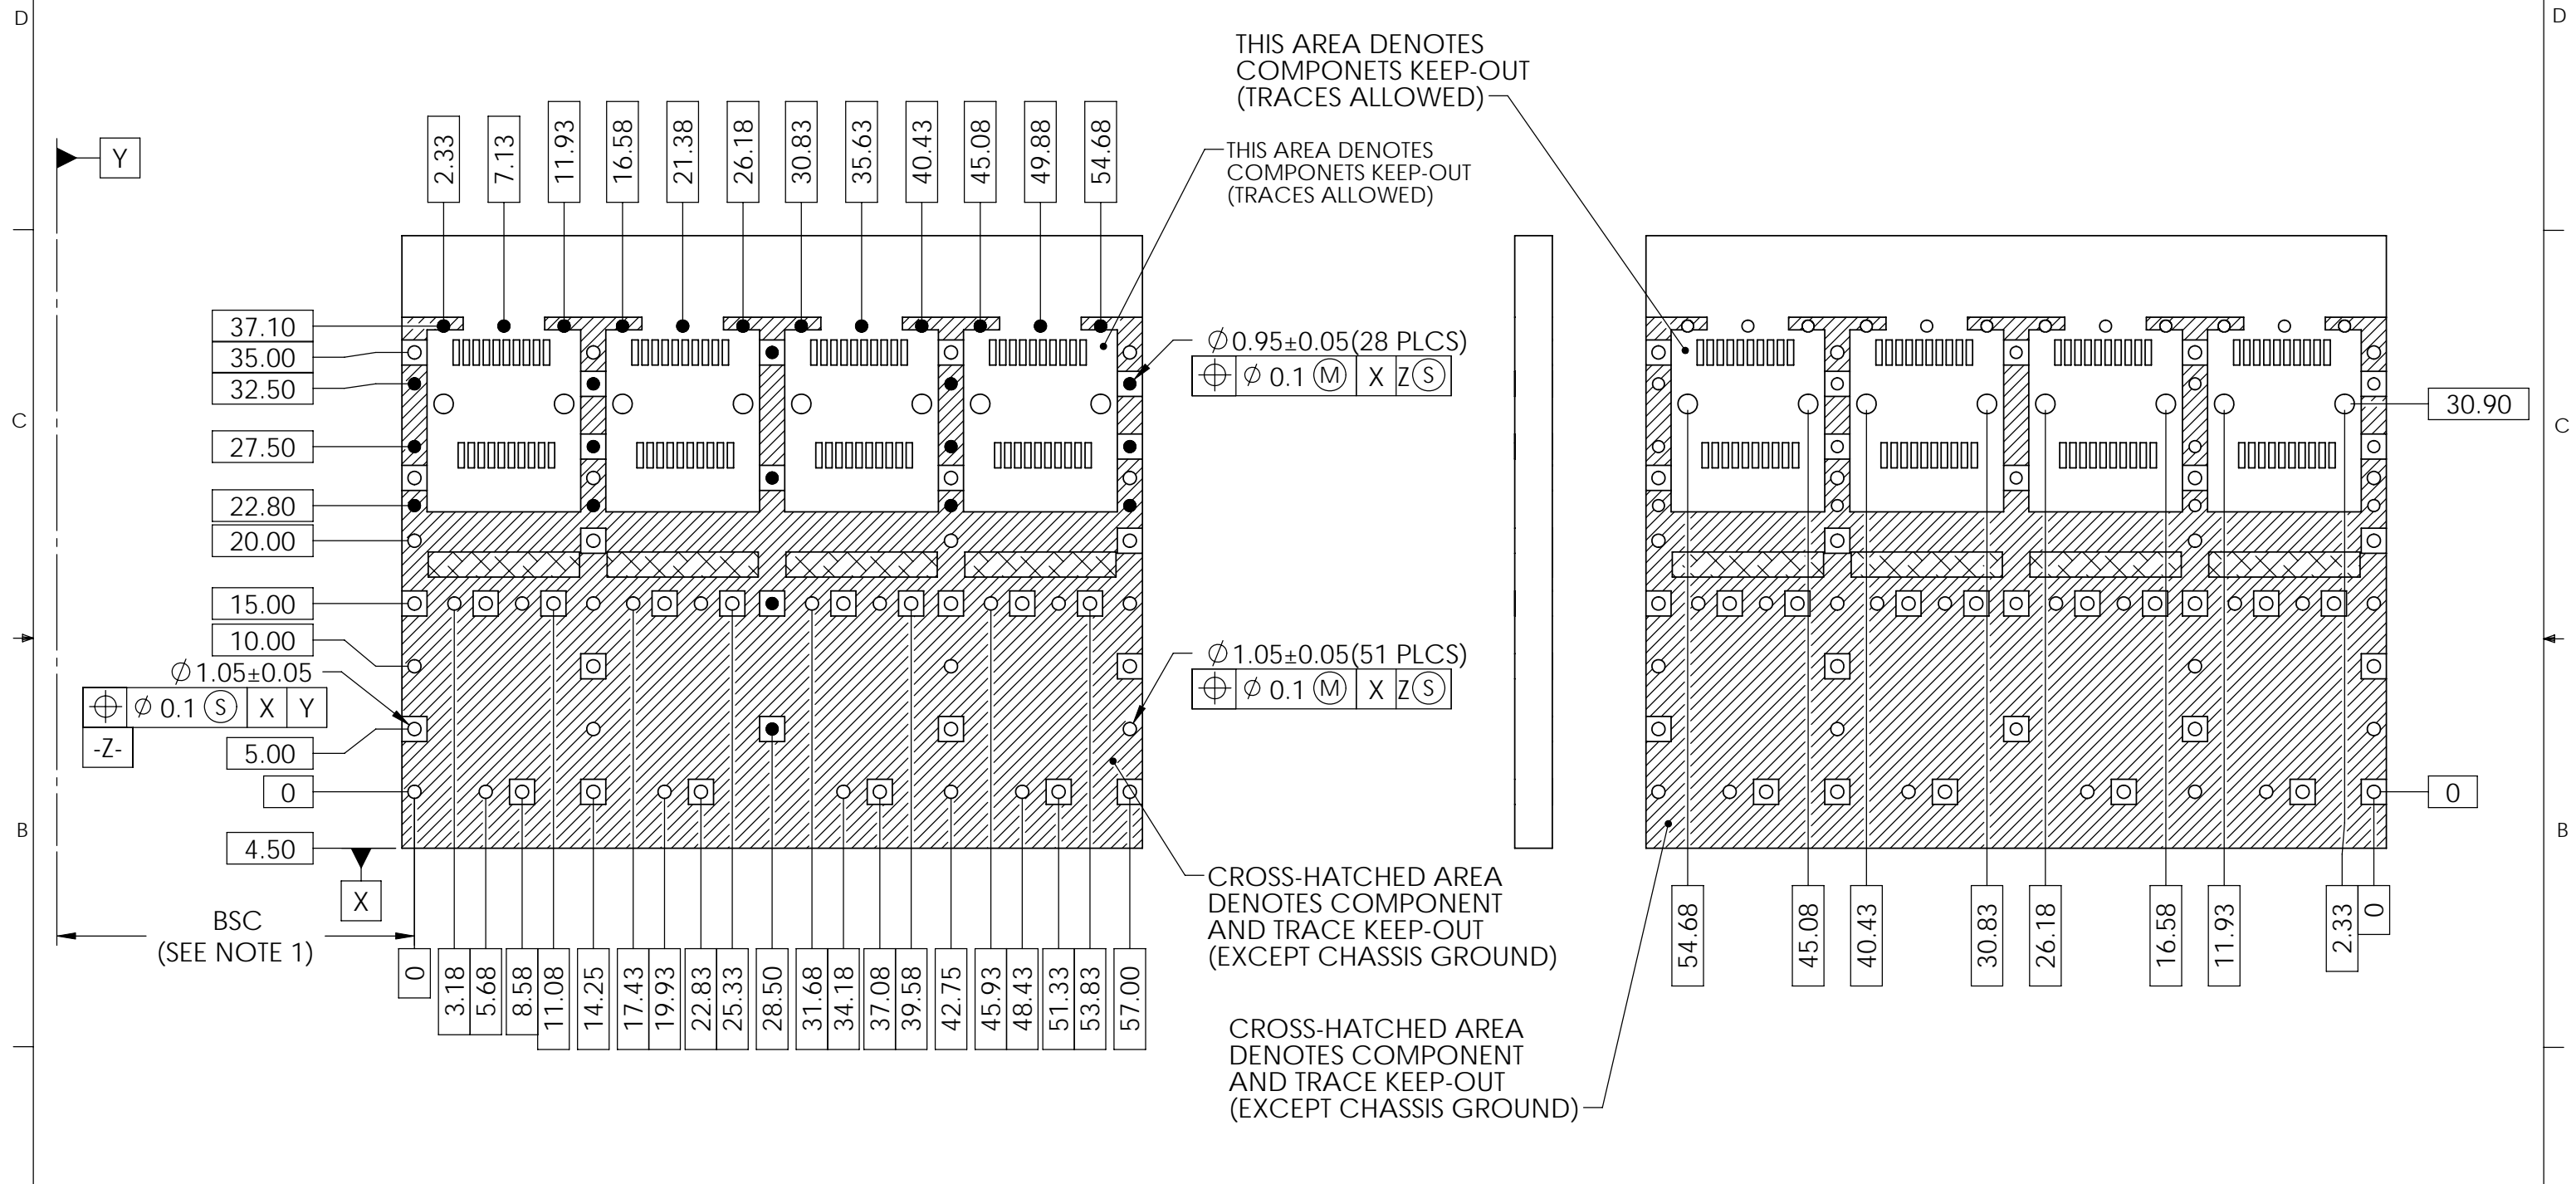 D
D
THIS AREA DENOTES
COMPONETS KEEP-OUT
(TRACES ALLOWED)
Y
2.33
7.13
11.93
16.58
21.38
26.18
30.83
35.63
40.43
45.08
49.88
54.68
THIS AREA DENOTES
COMPONETS KEEP-OUT
(TRACES ALLOWED)
37.10
35.00
32.50
27.50
22.80
20.00
15.00
10.00
Ø1.05±0.05
⌖ Ø 0.1 Ⓢ X Y
-Z-
5.00
0
4.50
X
BSC
(SEE NOTE 1)
Ø0.95±0.05(28 PLCS)
⌖ Ø 0.1 Ⓜ X Z Ⓢ
Ø1.05±0.05(51 PLCS)
⌖ Ø 0.1 Ⓜ X Z Ⓢ
C
C
B
B
30.90
0
CROSS-HATCHED AREA
DENOTES COMPONENT
AND TRACE KEEP-OUT
(EXCEPT CHASSIS GROUND)
0
3.18
5.68
8.58
11.08
14.25
17.43
19.93
22.83
25.33
28.50
31.68
34.18
37.08
39.58
42.75
45.93
48.43
51.33
53.83
57.00
54.68
45.08
40.43
30.83
26.18
16.58
11.93
2.33
0
CROSS-HATCHED AREA
DENOTES COMPONENT
AND TRACE KEEP-OUT
(EXCEPT CHASSIS GROUND)